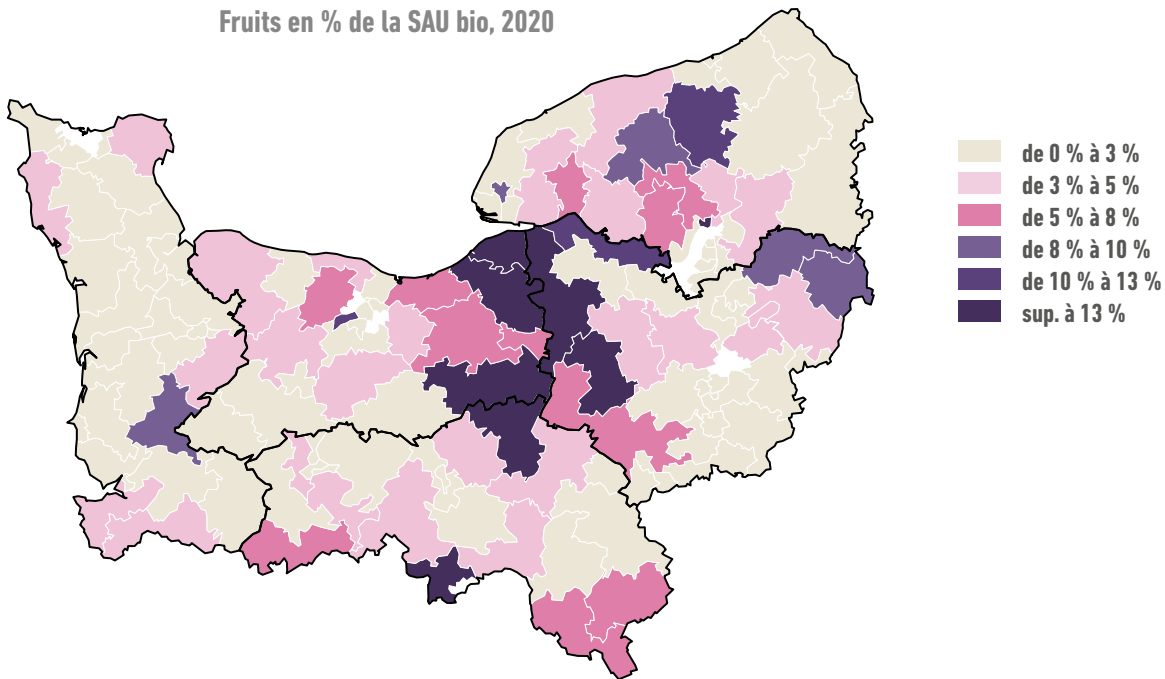 Fruits en % de la SAU bio, 2020
de 0 % à 3 %
de 3 % à 5 %
de 5 % à 8 %
de 8 % à 10 %
de 10 % à 13 %
sup. à 13 %